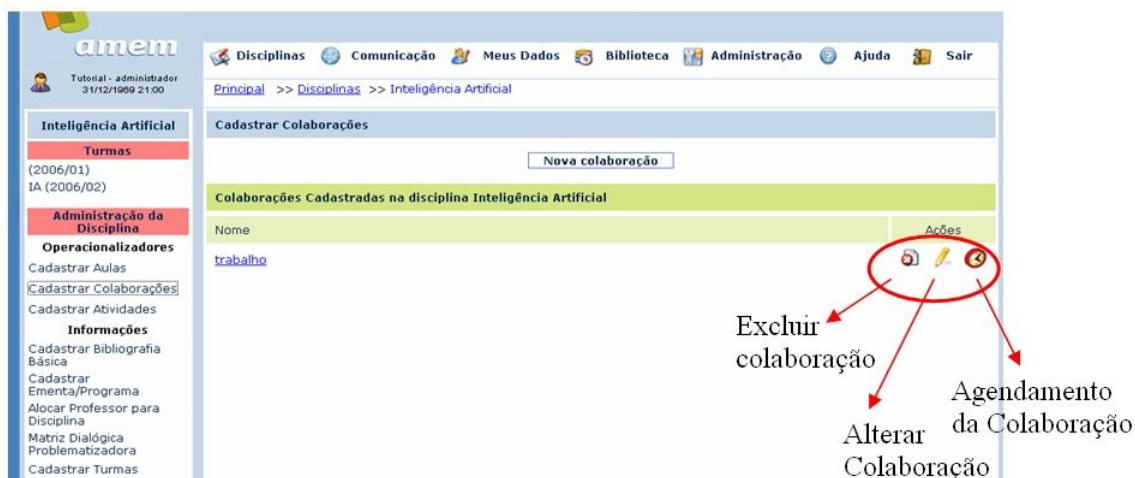 amem
Tutorial - administrador
31/12/1969 21:00
Disciplinas Comunicação Meus Dados Biblioteca Administração Ajuda Sair
Principal >> Disciplinas >> Inteligência Artificial
Inteligência Artificial
Turmas
(2006/01)
IA (2006/02)
Administração da
Disciplina
Operacionalizadores
Cadastrar Aulas
Cadastrar Colaborações
Cadastrar Atividades
Informações
Cadastrar Bibliografia
Básica
Cadastrar
Ementa/Programa
Alocar Professor para
Disciplina
Matriz Dialógica
Problematizadora
Cadastrar Turmas
Cadastrar Colaborações
Nova colaboração
Colaborações Cadastradas na disciplina Inteligência Artificial
Nome Ações
trabalho
Excluir
colaboração
Alterar
Colaboração
Agendamento
da Colaboração